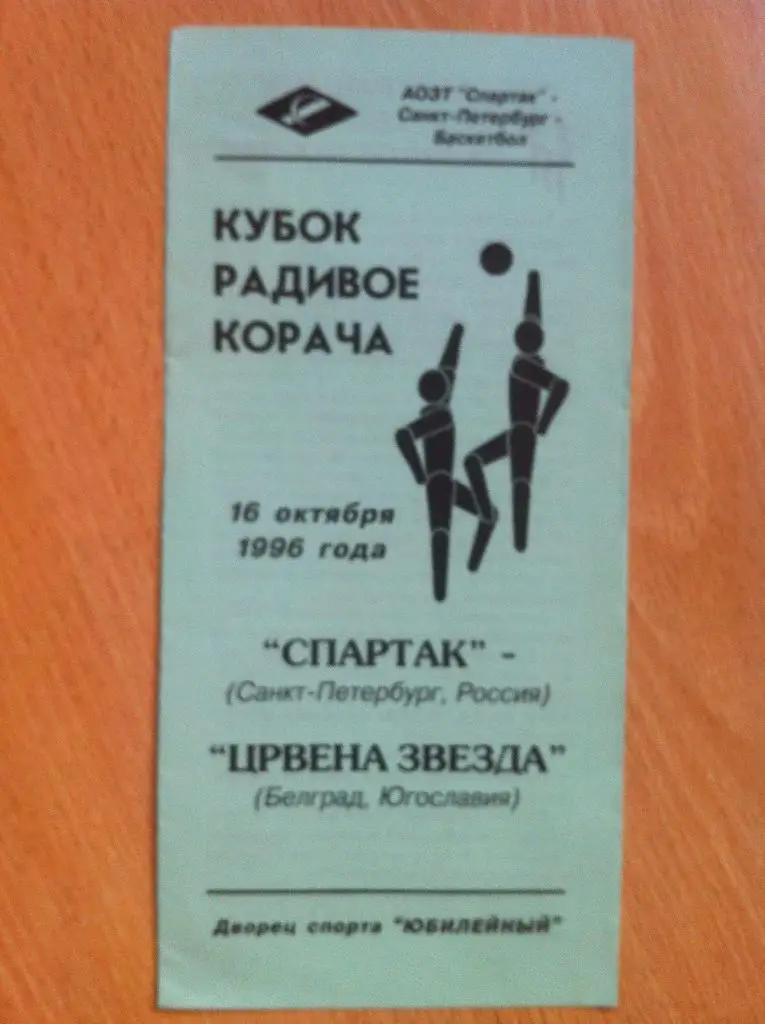 АОЗТ "Спартак" -
Санкт-Петербург -
Баскетбол
КУБОК
РАДИВОЕ
КОРАЧА
16 октября
1996 года
"СПАРТАК" -
(Санкт-Петербург, Россия)
"ЦРВЕНА ЗВЕЗДА"
(Белград, Югославия)
Дворец спорта "ЮБИЛЕЙНЫЙ"